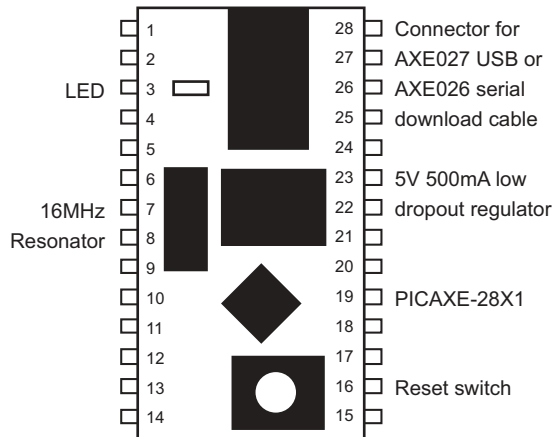 1 28 Connector for
2 27 AXE027 USB or
LED 3 26 AXE026 serial
4 25 download cable
5 24
6 23 5V 500mA low
16MHz 7 22 dropout regulator
Resonator 8 21
9 20
10 19 PICAXE-28X1
11 18
12 17
13 16 Reset switch
14 15